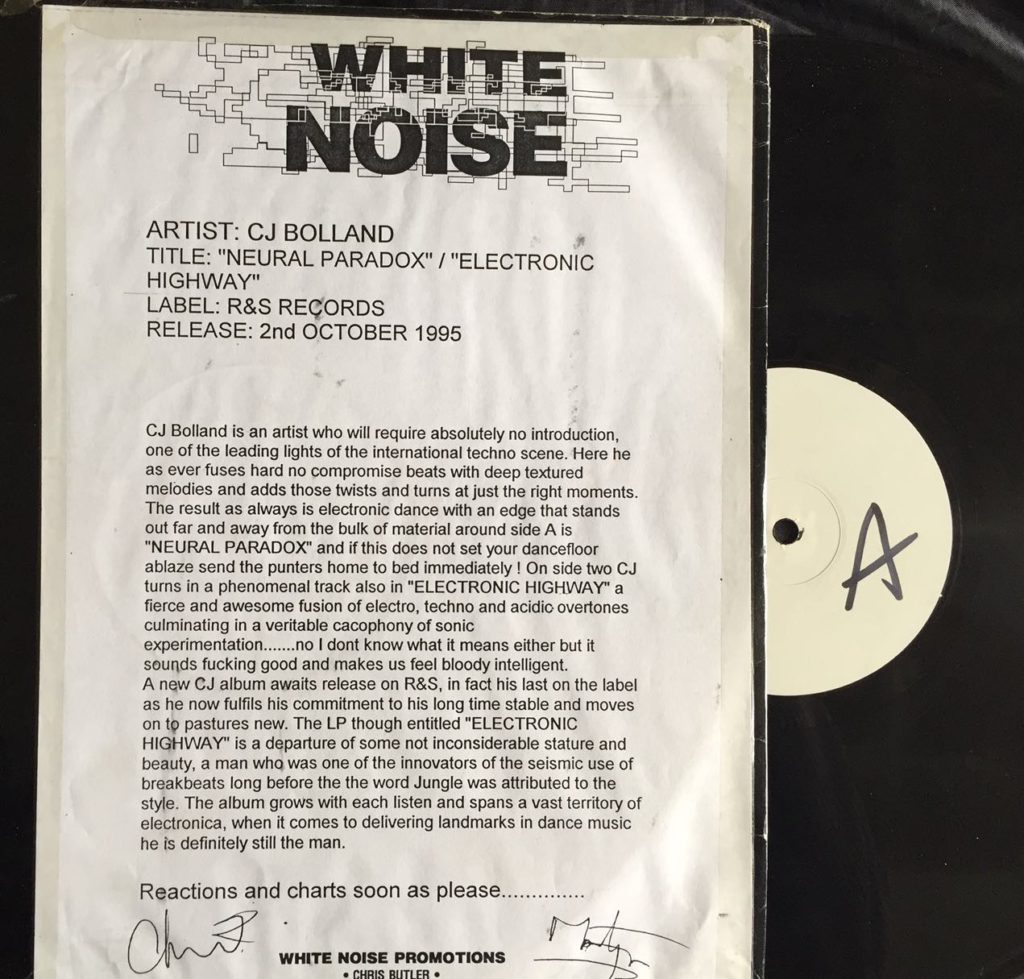 WHITE
NOISE
ARTIST: CJ BOLLAND
TITLE: "NEURAL PARADOX" / "ELECTRONIC
HIGHWAY"
LABEL: R&S RECORDS
RELEASE: 2nd OCTOBER 1995
CJ Bolland is an artist who will require absolutely no introduction,
one of the leading lights of the international techno scene. Here he
as ever fuses hard no compromise beats with deep textured
melodies and adds those twists and turns at just the right moments.
The result as always is electronic dance with an edge that stands
out far and away from the bulk of material around side A is
"NEURAL PARADOX" and if this does not set your dancefloor
ablaze send the punters home to bed immediately ! On side two CJ
turns in a phenomenal track also in "ELECTRONIC HIGHWAY" a
fierce and awesome fusion of electro, techno and acidic overtones
culminating in a veritable cacophony of sonic
experimentation.......no I dont know what it means either but it
sounds fucking good and makes us feel bloody intelligent.
A new CJ album awaits release on R&S, in fact his last on the label
as he now fulfils his commitment to his long time stable and moves
on to pastures new. The LP though entitled "ELECTRONIC
HIGHWAY" is a departure of some not inconsiderable stature and
beauty, a man who was one of the innovators of the seismic use of
breakbeats long before the the word Jungle was attributed to the
style. The album grows with each listen and spans a vast territory of
electronica, when it comes to delivering landmarks in dance music
he is definitely still the man.
Reactions and charts soon as please..............
WHITE NOISE PROMOTIONS
• CHRIS BUTLER •
A